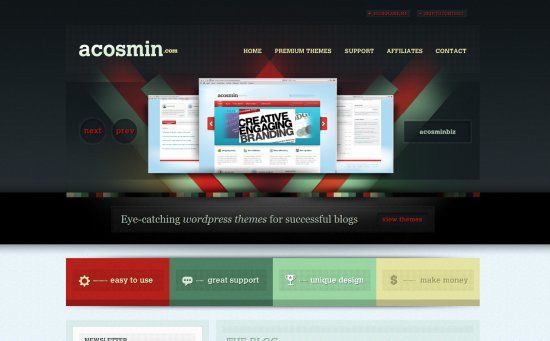 acosmin.com
HOME PREMIUM THEMES SUPPORT AFFILIATES CONTACT
acosmin
CREATIVE
ENGAGING
BRANDING
next prev
acosminbiz
Eye-catching wordpress themes for successful blogs
view themes
easy to use
great support
unique design
$ make money
NEWSLETTER
THE BLOG